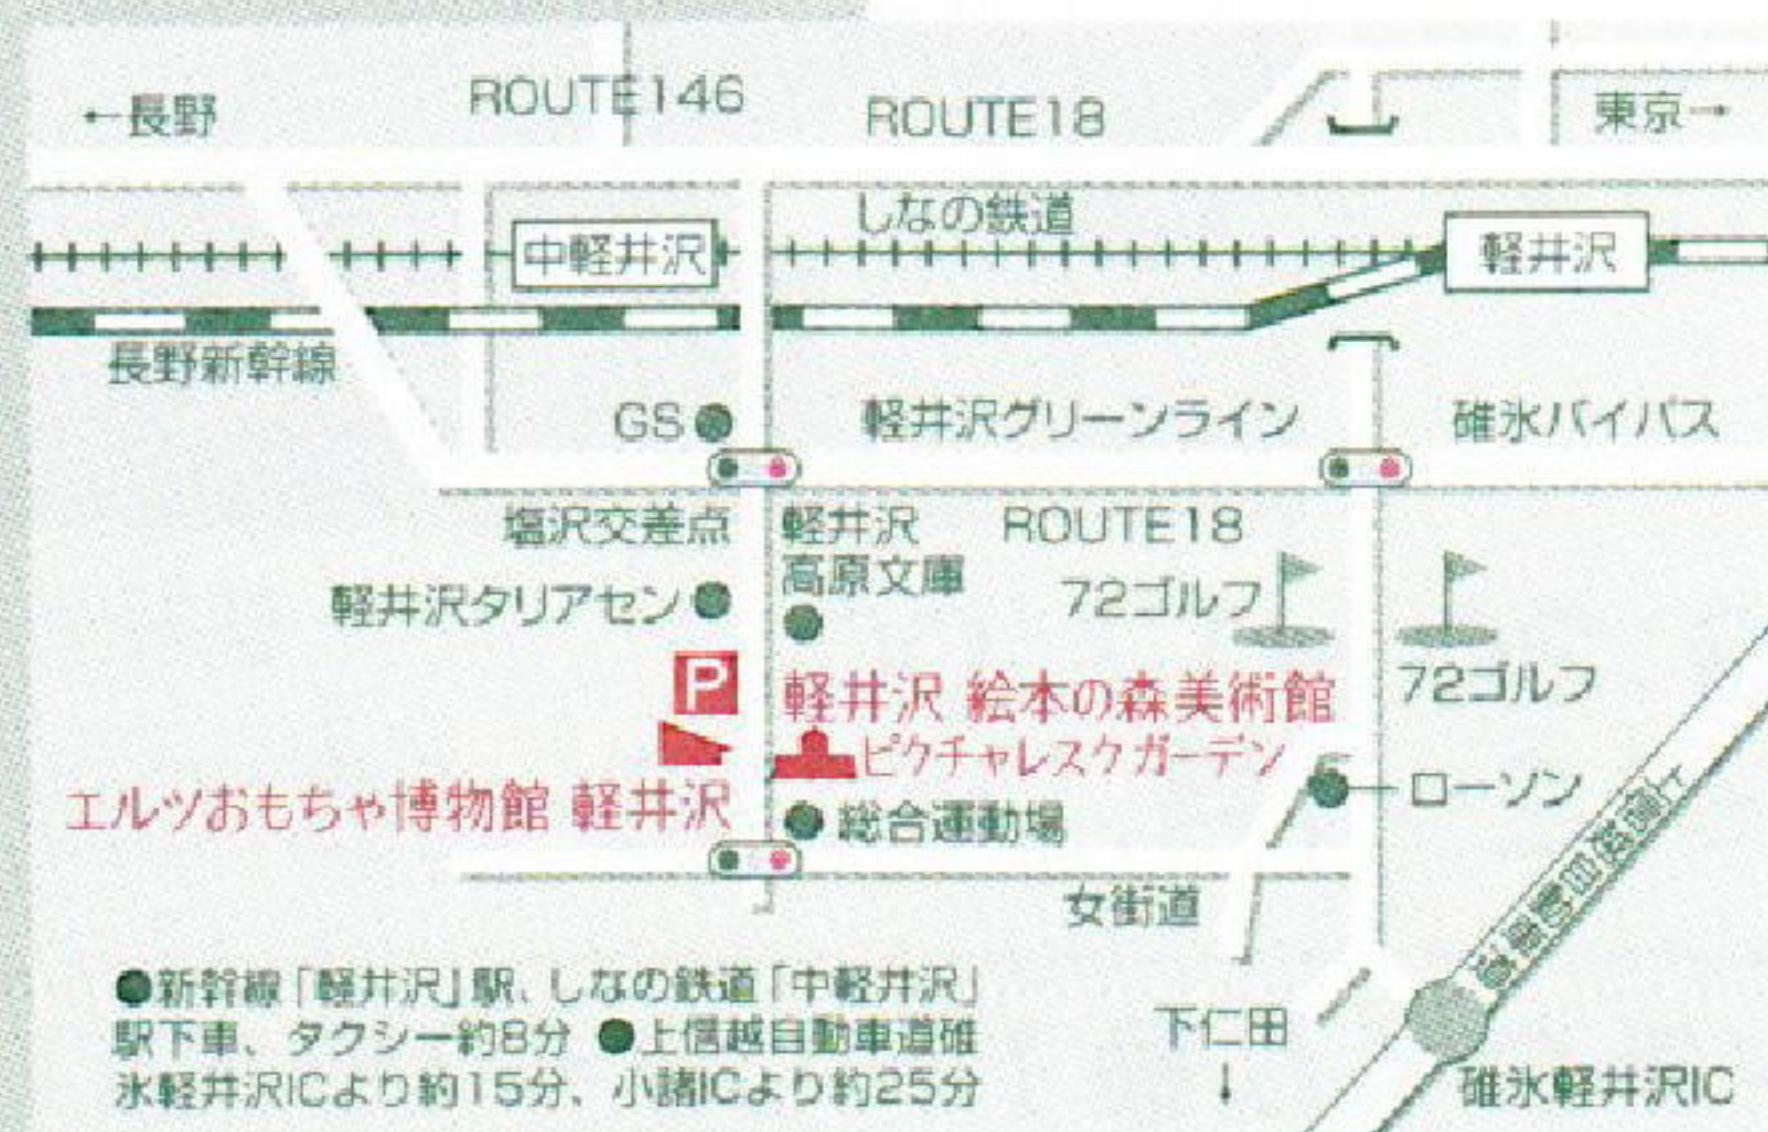 ←長野
ROUTE146
ROUTE18
東京→
しなの鉄道
中軽井沢
軽井沢
長野新幹線
GS
軽井沢グリーンライン
碓氷バイパス
塩沢交差点
軽井沢
高原文庫
ROUTE18
軽井沢タリアセン
72ゴルフ
P
軽井沢 絵本の森美術館
72ゴルフ
ピクチャレスクガーデン
エルツおもちゃ博物館 軽井沢
ローソン
総合運動場
女街道
上信越自動車道
●新幹線「軽井沢」駅、しなの鉄道「中軽井沢」
駅下車、タクシー約8分 ●上信越自動車道碓
氷軽井沢ICより約15分、小諸ICより約25分
下仁田
↓
碓氷軽井沢IC